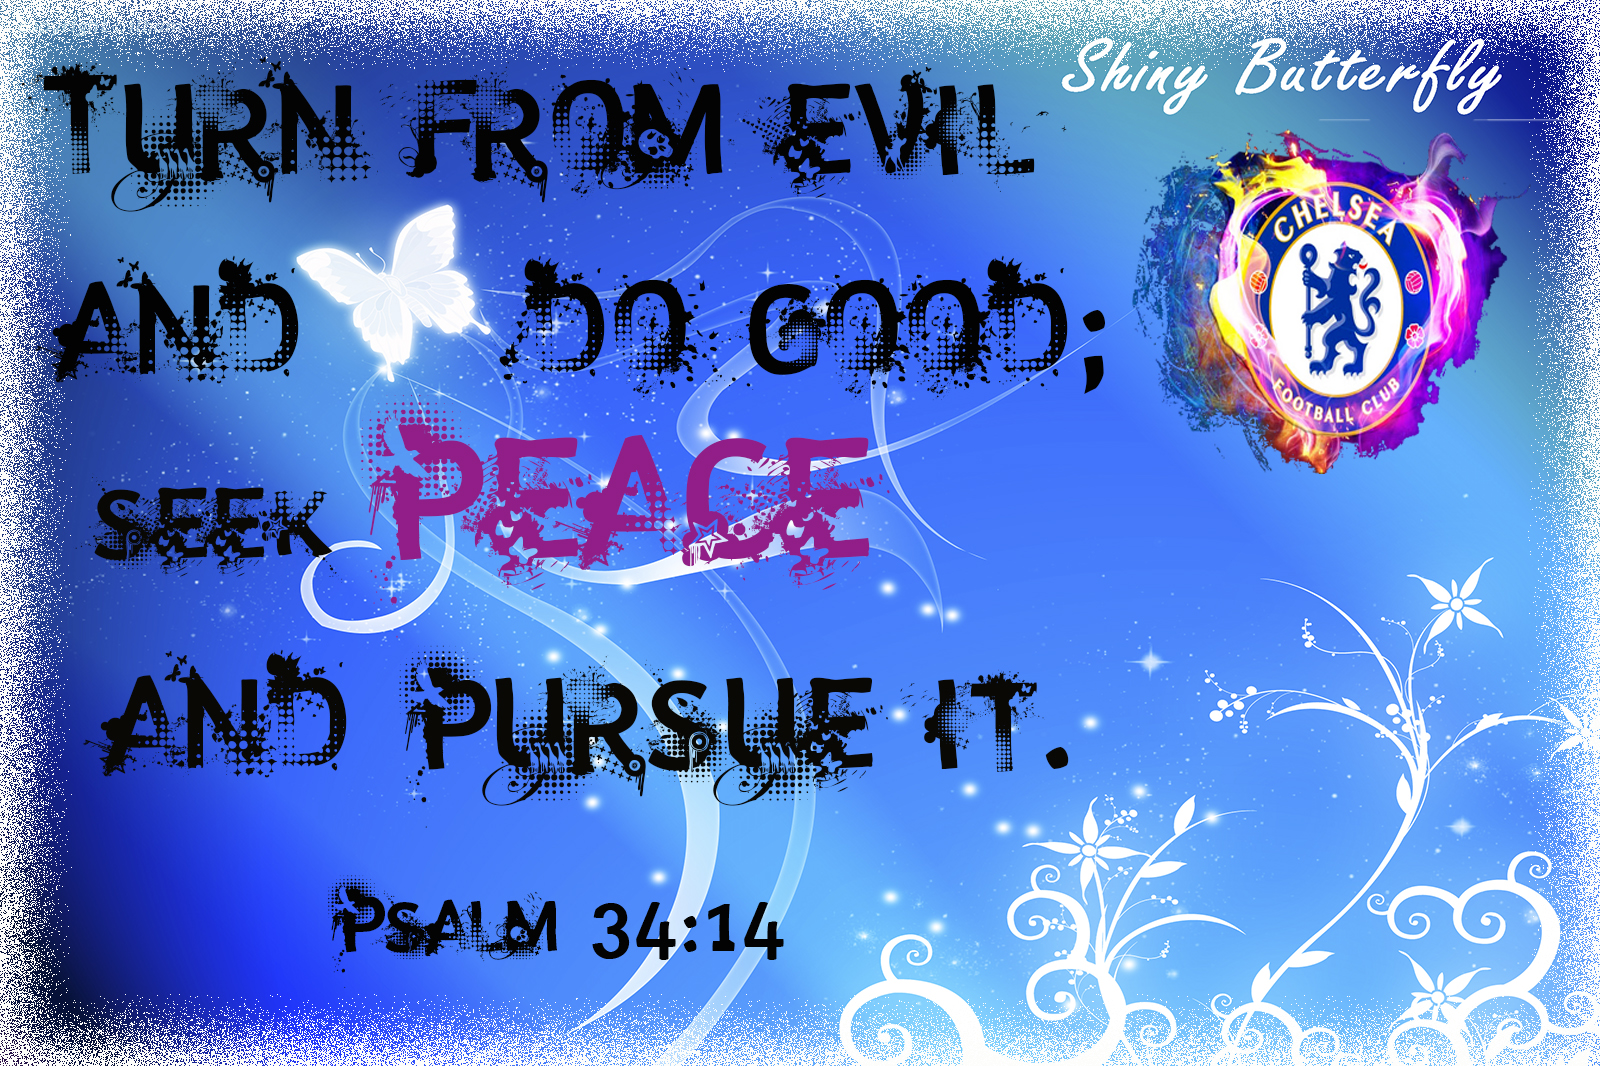 Shiny Butterfly
TURN FROM EVIL
AND DO GOOD;
SEEK PEACE
AND PURSUE IT.
PSALM 34:14
CHELSEA
FOOTBALL CLUB